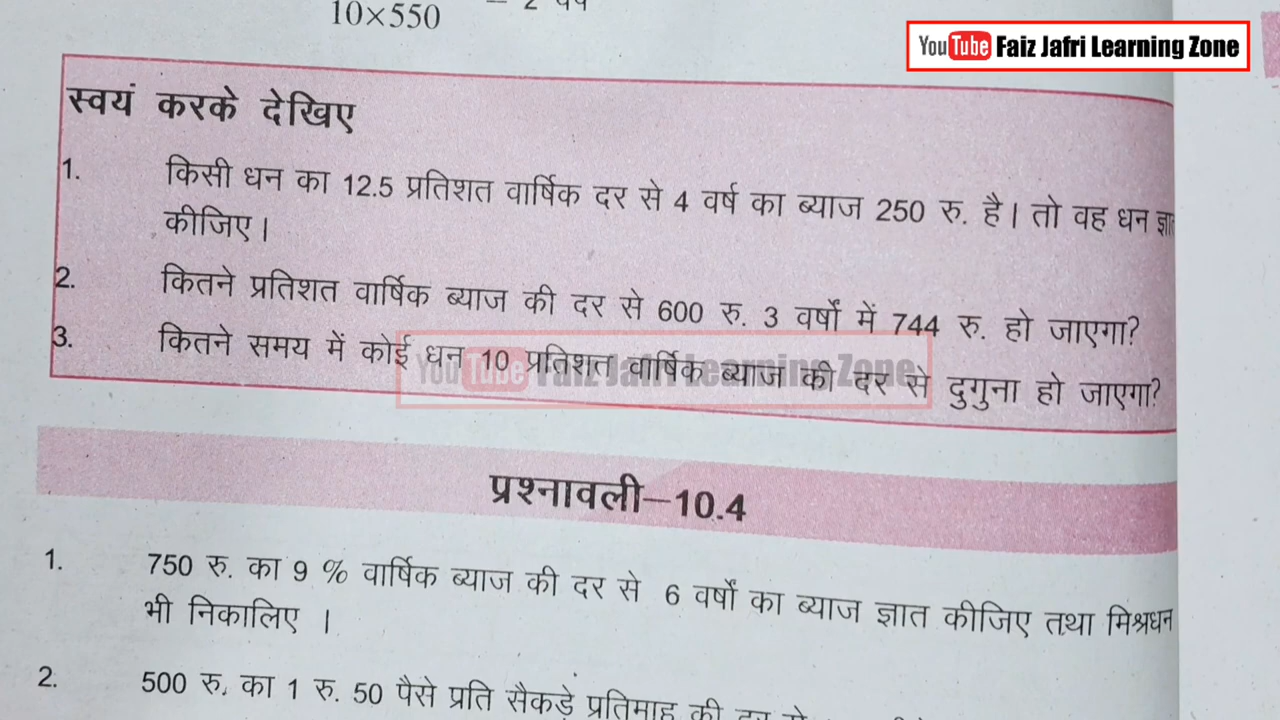 10×550
= 2 वर्ष
YouTube Faiz Jafri Learning Zone
स्वयं करके देखिए
1. किसी धन का 12.5 प्रतिशत वार्षिक दर से 4 वर्ष का ब्याज 250 रु. है। तो वह धन
कीजिए।
2. कितने प्रतिशत वार्षिक ब्याज की दर से 600 रु. 3 वर्षों में 744 रु. हो जाएगा?
3. कितने समय में कोई धन 10 प्रतिशत वार्षिक ब्याज की दर से दुगुना हो जाएगा?
YouTube Faiz Jafri Learning Zone
प्रश्नावली–10.4
1. 750 रु. का 9 % वार्षिक ब्याज की दर से 6 वर्षों का ब्याज ज्ञात कीजिए तथा मिश्रधन
भी निकालिए ।
2. 500 रु. का 1 रु. 50 पैसे प्रति सैकड़े प्रतिमाह की दर से